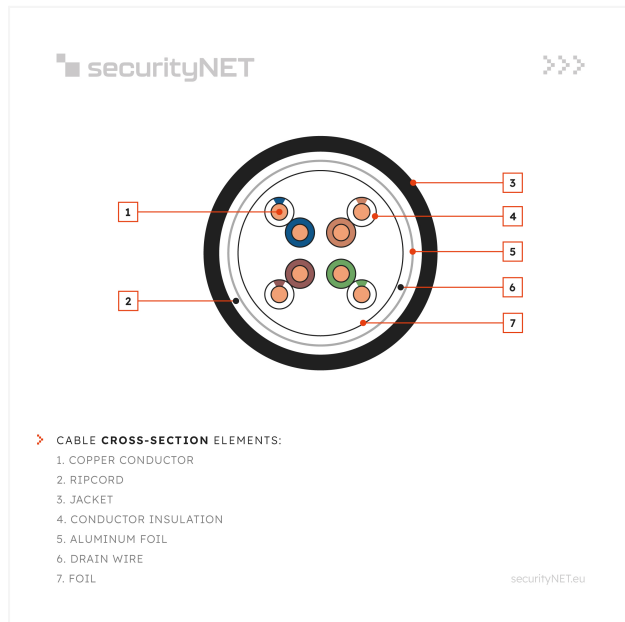 securityNET
3
1
4
5
6
2
7
CABLE CROSS-SECTION ELEMENTS:
1. COPPER CONDUCTOR
2. RIPCORD
3. JACKET
4. CONDUCTOR INSULATION
5. ALUMINUM FOIL
6. DRAIN WIRE
7. FOIL
securityNET.eu